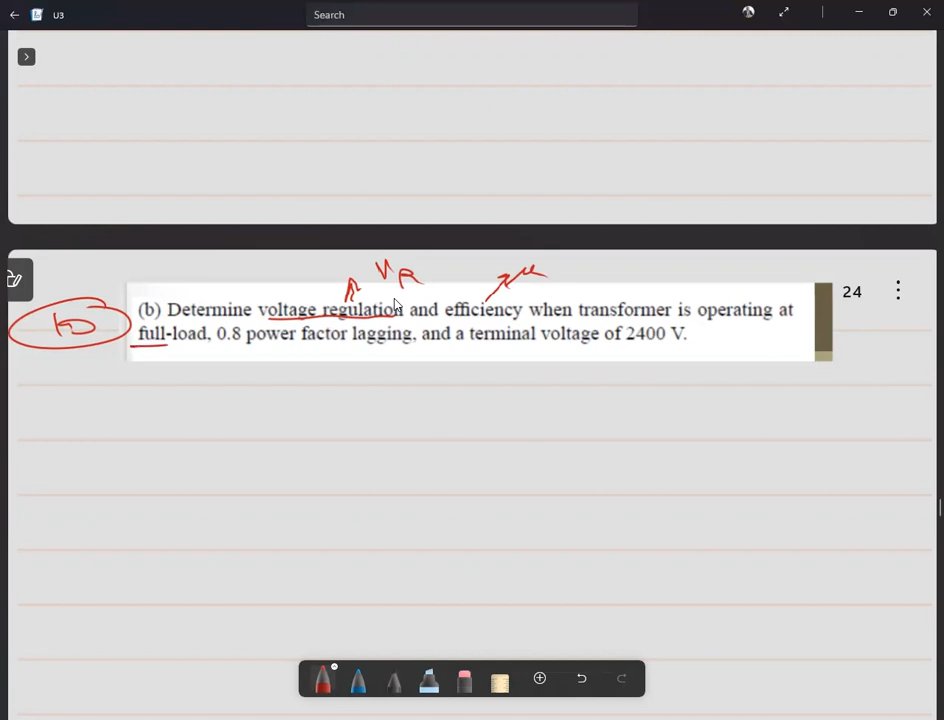 U3
Search
VR
24
(b) Determine voltage regulation and efficiency when transformer is operating at
full-load, 0.8 power factor lagging, and a terminal voltage of 2400 V.